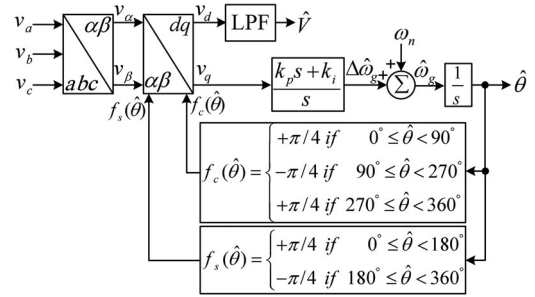 v_a
v_b
v_c
αβ
abc
v_α
v_β
dq
αβ
v_d
v_q
f_s(θ̂)
f_c(θ̂)
LPF
V̂
k_p s+k_i
s
Δω̂_g
+
+
ω_n
Σ
ω̂_g
1
s
θ̂
f_c(θ̂)=
+π/4 if 0°≤θ̂<90°
−π/4 if 90°≤θ̂<270°
+π/4 if 270°≤θ̂<360°
f_s(θ̂)=
+π/4 if 0°≤θ̂<180°
−π/4 if 180°≤θ̂<360°